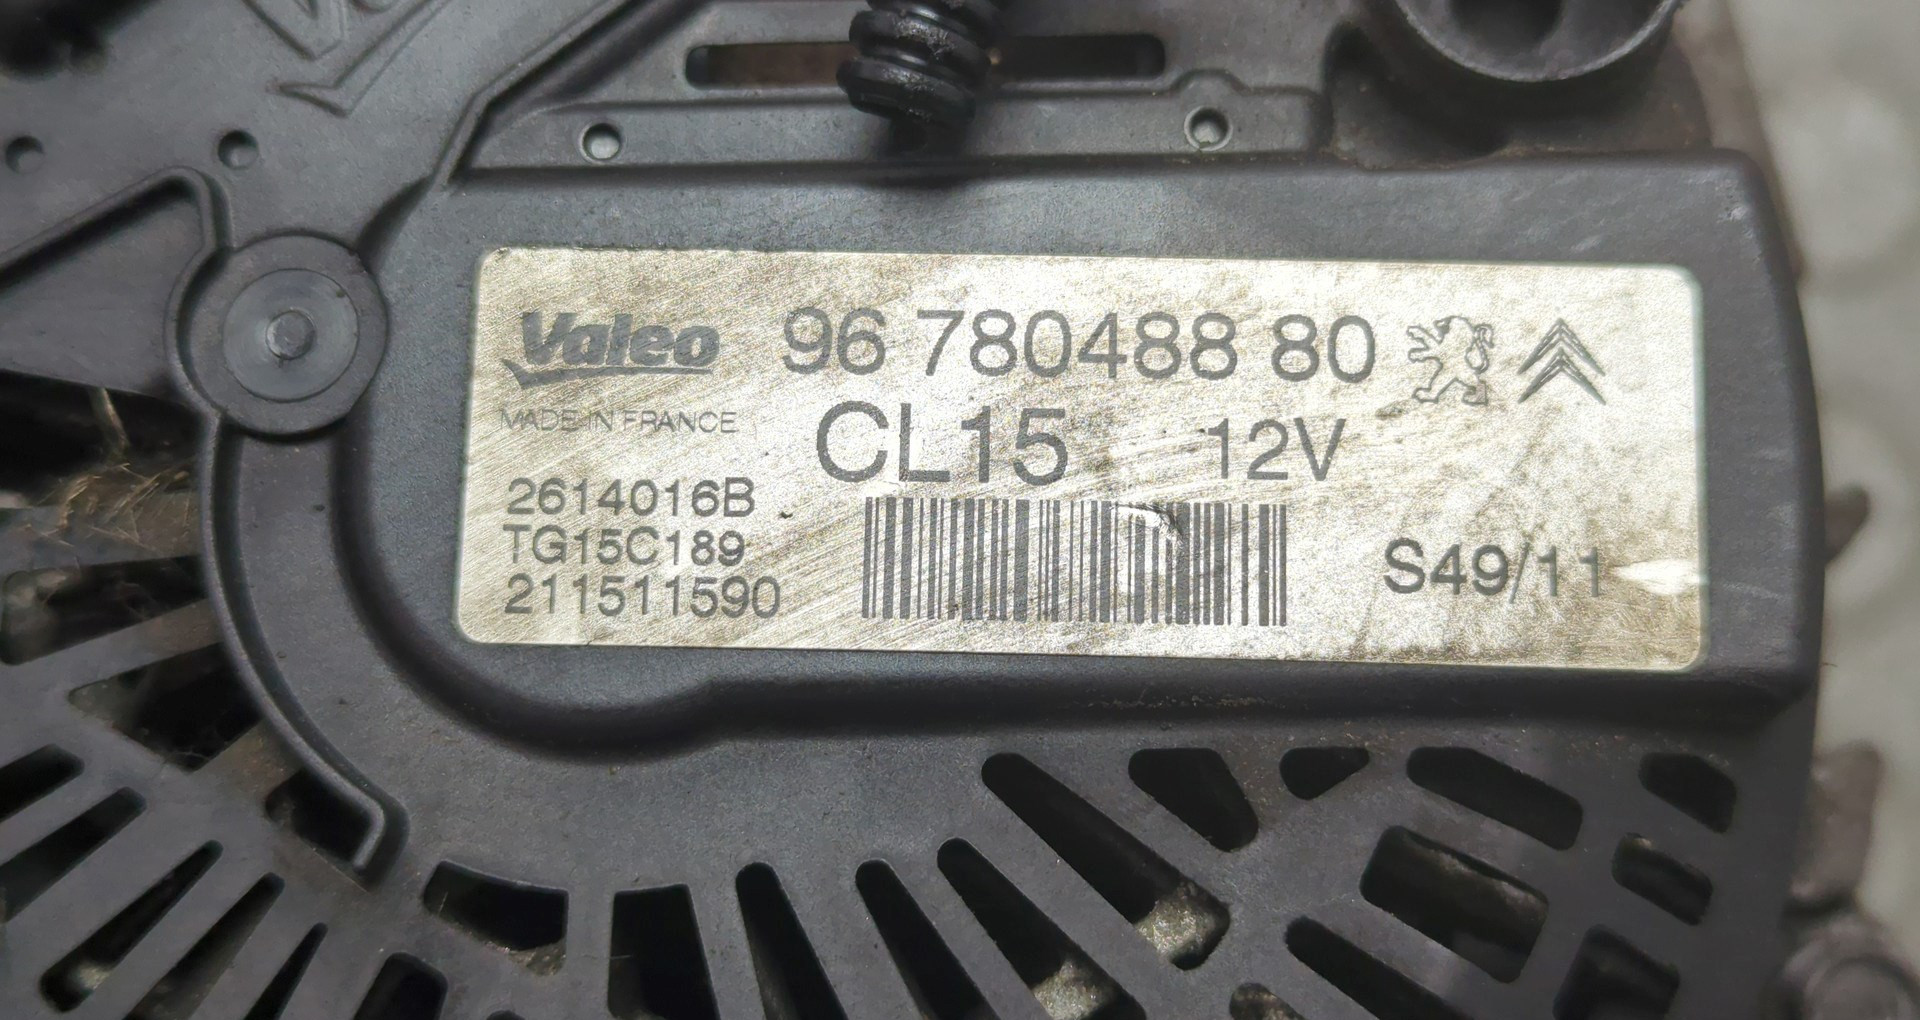 Valeo 96 780488 80
MADE IN FRANCE
CL15 12V
2614016B
TG15C189
211511590
S49/11